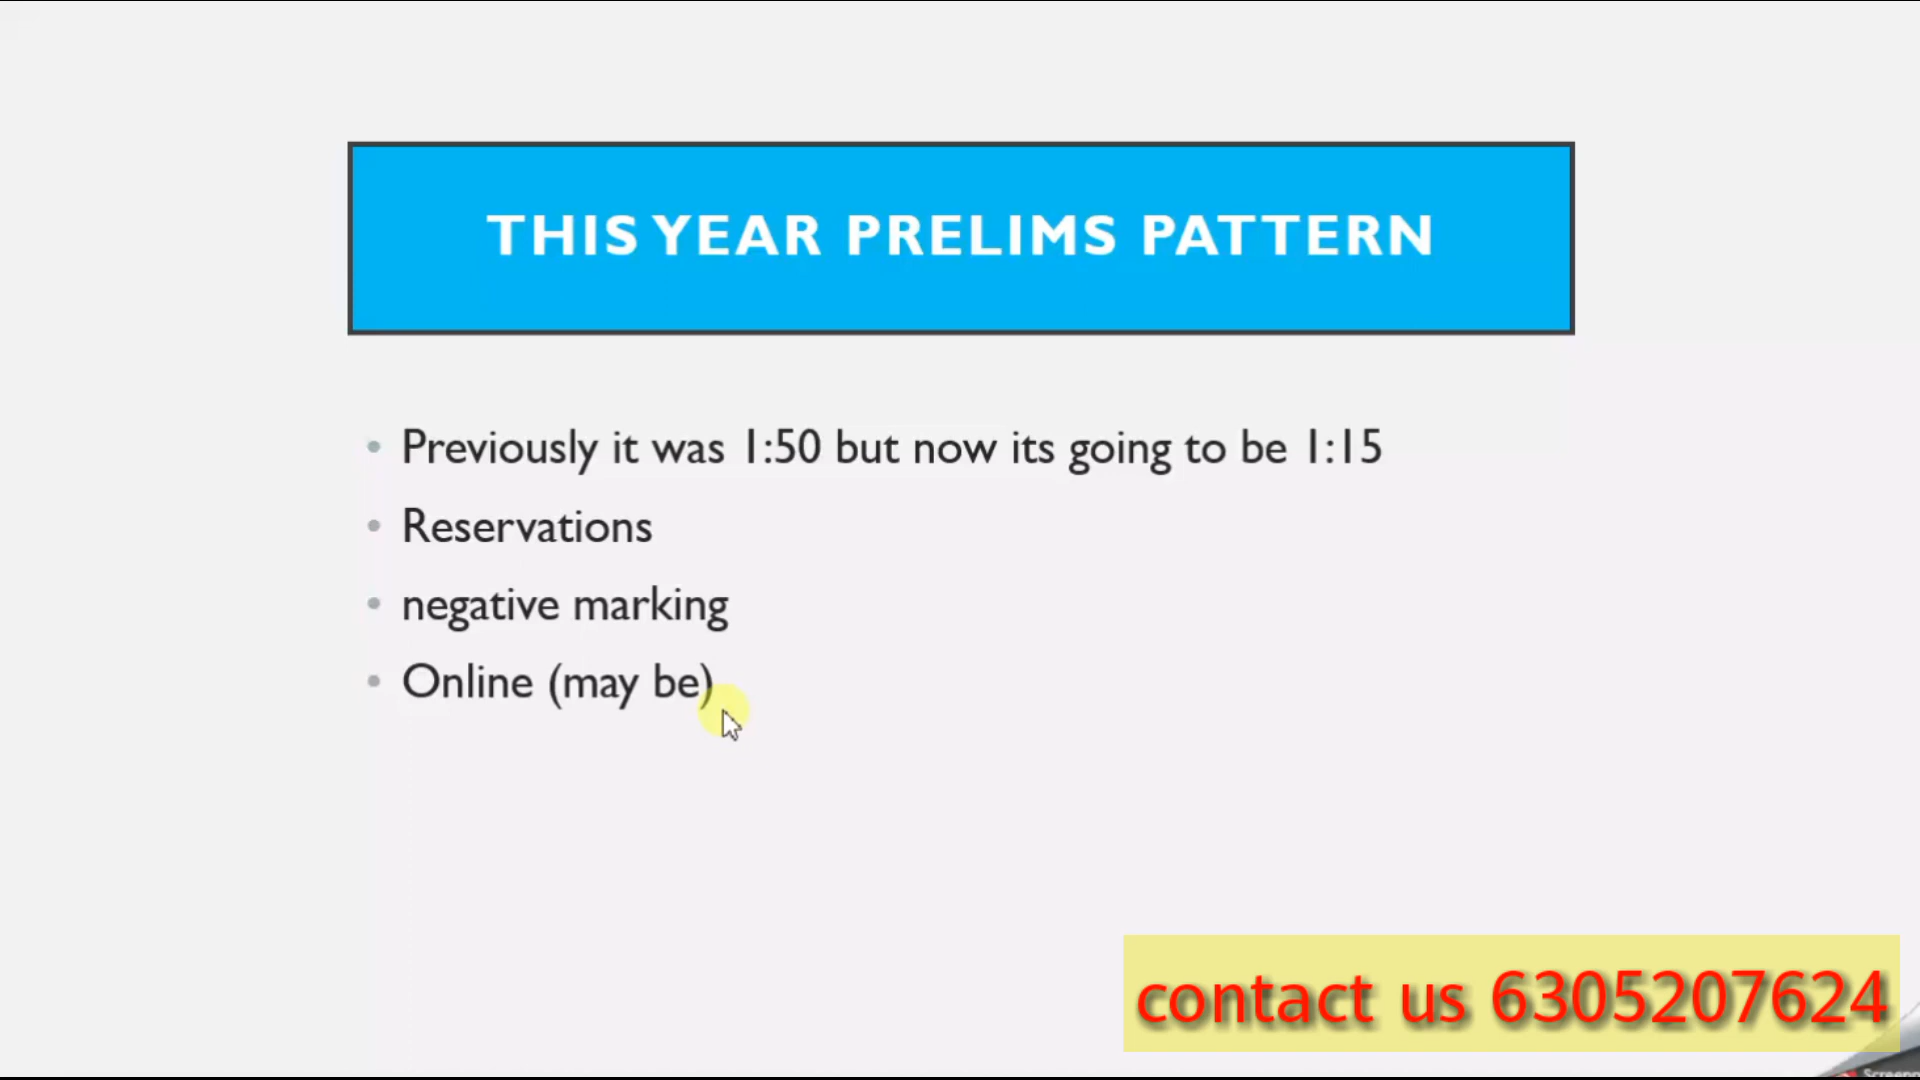 THIS YEAR PRELIMS PATTERN
• Previously it was 1:50 but now its going to be 1:15
• Reservations
• negative marking
• Online (may be)
contact us 6305207624